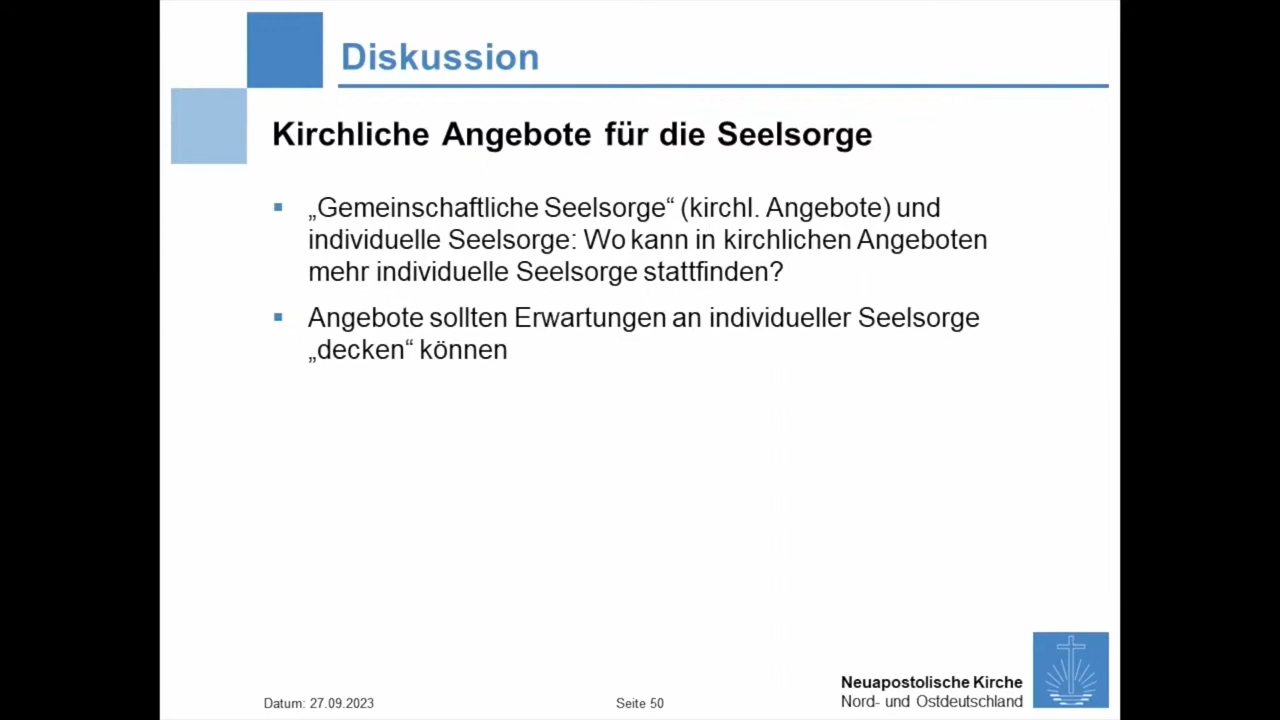 Diskussion
Kirchliche Angebote für die Seelsorge
„Gemeinschaftliche Seelsorge“ (kirchl. Angebote) und
individuelle Seelsorge: Wo kann in kirchlichen Angeboten
mehr individuelle Seelsorge stattfinden?
Angebote sollten Erwartungen an individueller Seelsorge
„decken“ können
Datum: 27.09.2023
Seite 50
Neuapostolische Kirche
Nord- und Ostdeutschland